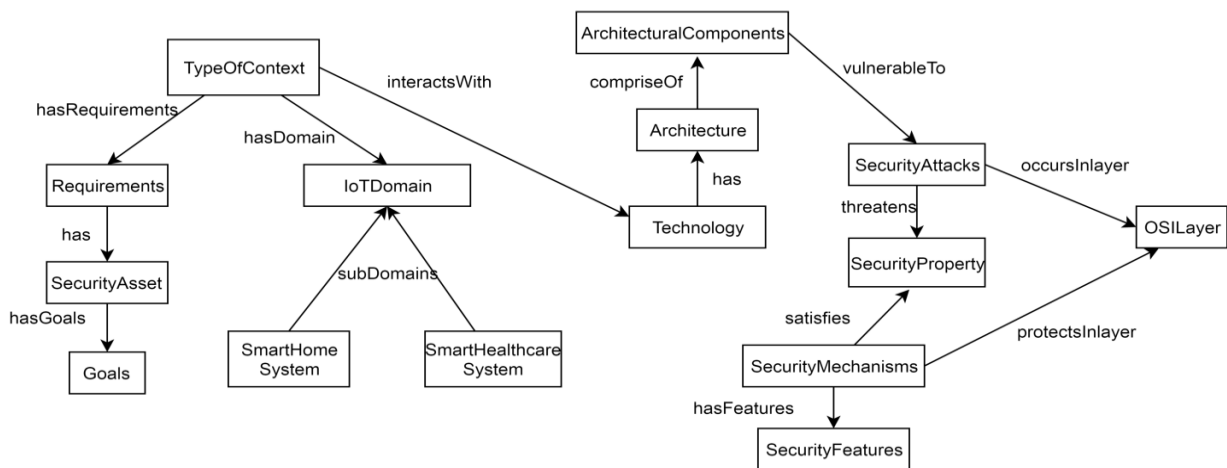 ArchitecturalComponents
TypeOfContext
interactsWith
vulnerableTo
compriseOf
hasRequirements
hasDomain
Architecture
Requirements
IoTDomain
has
SecurityAttacks
occursInlayer
threatens
Technology
OSILayer
has
SecurityAsset
subDomains
SecurityProperty
hasGoals
satisfies
protectsInlayer
Goals
SmartHome
System
SmartHealthcare
System
SecurityMechanisms
hasFeatures
SecurityFeatures